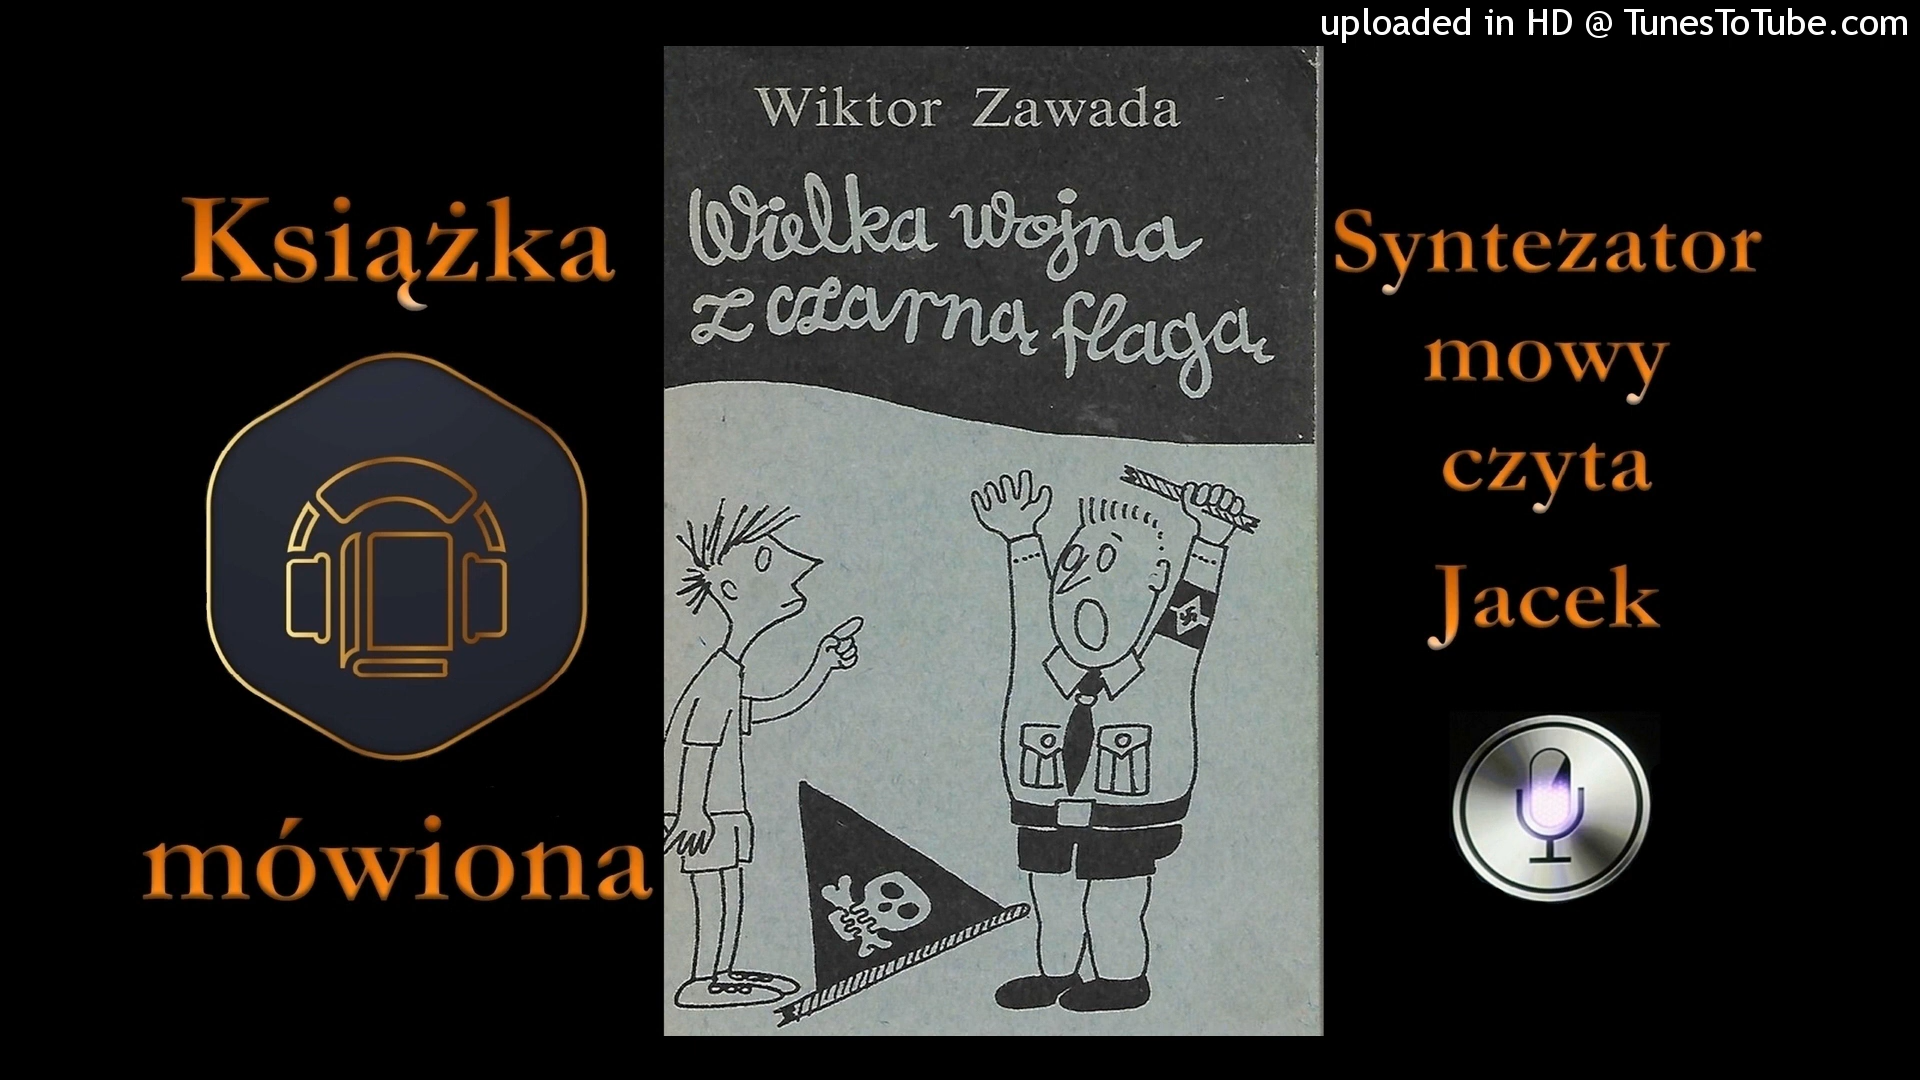 uploaded in HD @ TunesToTube.com
Książka
mówiona
Wiktor Zawada
Wielka wojna
z czarną flagą
Syntezator
mowy
czyta
Jacek